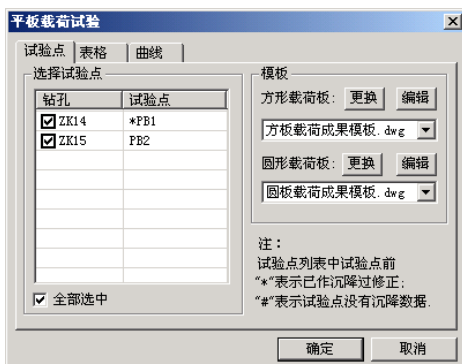 平板载荷试验
试验点 表格 曲线
选择试验点
钻孔 试验点
ZK14 *PB1
ZK15 PB2
全部选中
模板
方形载荷板: 更换 编辑
方板载荷成果模板.dwg
圆形载荷板: 更换 编辑
圆板载荷成果模板.dwg
注:
试验点列表中试验点前
"*"表示已作沉降过修正;
"#"表示试验点没有沉降数据.
确定 取消